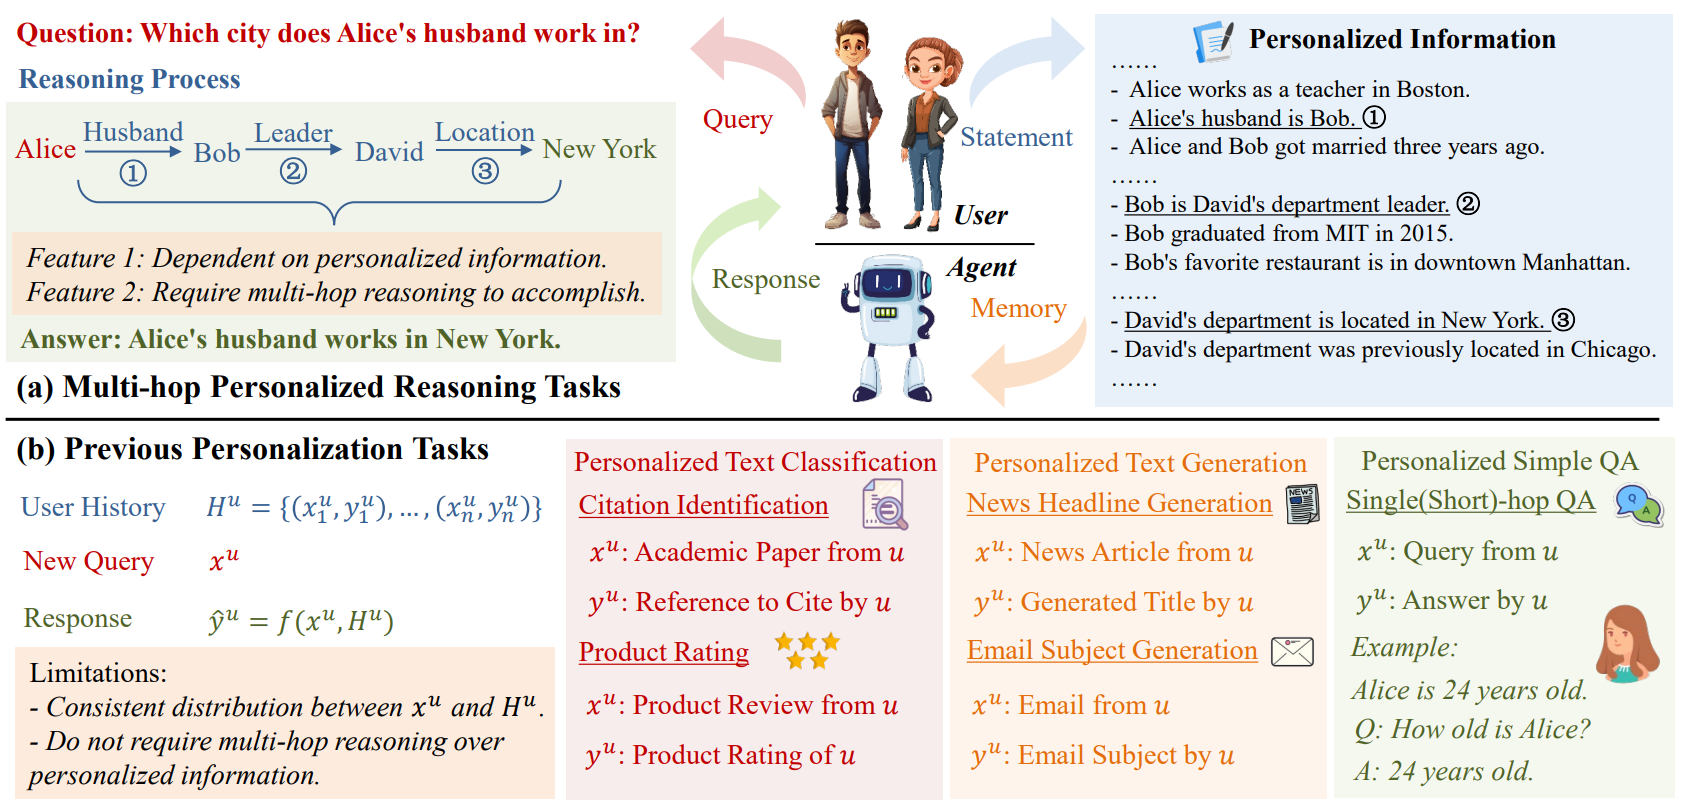 Question: Which city does Alice's husband work in?
Reasoning Process
Alice Husband ① Bob Leader ② David Location ③ New York
Feature 1: Dependent on personalized information.
Feature 2: Require multi-hop reasoning to accomplish.
Answer: Alice's husband works in New York.
(a) Multi-hop Personalized Reasoning Tasks
Query
Statement
User
Response
Agent
Memory
Personalized Information
......
- Alice works as a teacher in Boston.
- Alice's husband is Bob. ①
- Alice and Bob got married three years ago.
......
- Bob is David's department leader. ②
- Bob graduated from MIT in 2015.
- Bob's favorite restaurant is in downtown Manhattan.
......
- David's department is located in New York. ③
- David's department was previously located in Chicago.
......
(b) Previous Personalization Tasks
User History H^u = {(x_1^u, y_1^u), ..., (x_n^u, y_n^u)}
New Query x^u
Response ŷ^u = f(x^u, H^u)
Limitations:
- Consistent distribution between x^u and H^u.
- Do not require multi-hop reasoning over
personalized information.
Personalized Text Classification
Citation Identification
x^u: Academic Paper from u
y^u: Reference to Cite by u
Product Rating
x^u: Product Review from u
y^u: Product Rating of u
Personalized Text Generation
News Headline Generation
NEWS
x^u: News Article from u
y^u: Generated Title by u
Email Subject Generation
x^u: Email from u
y^u: Email Subject by u
Personalized Simple QA
Single(Short)-hop QA
Q
A
x^u: Query from u
y^u: Answer by u
Example:
Alice is 24 years old.
Q: How old is Alice?
A: 24 years old.